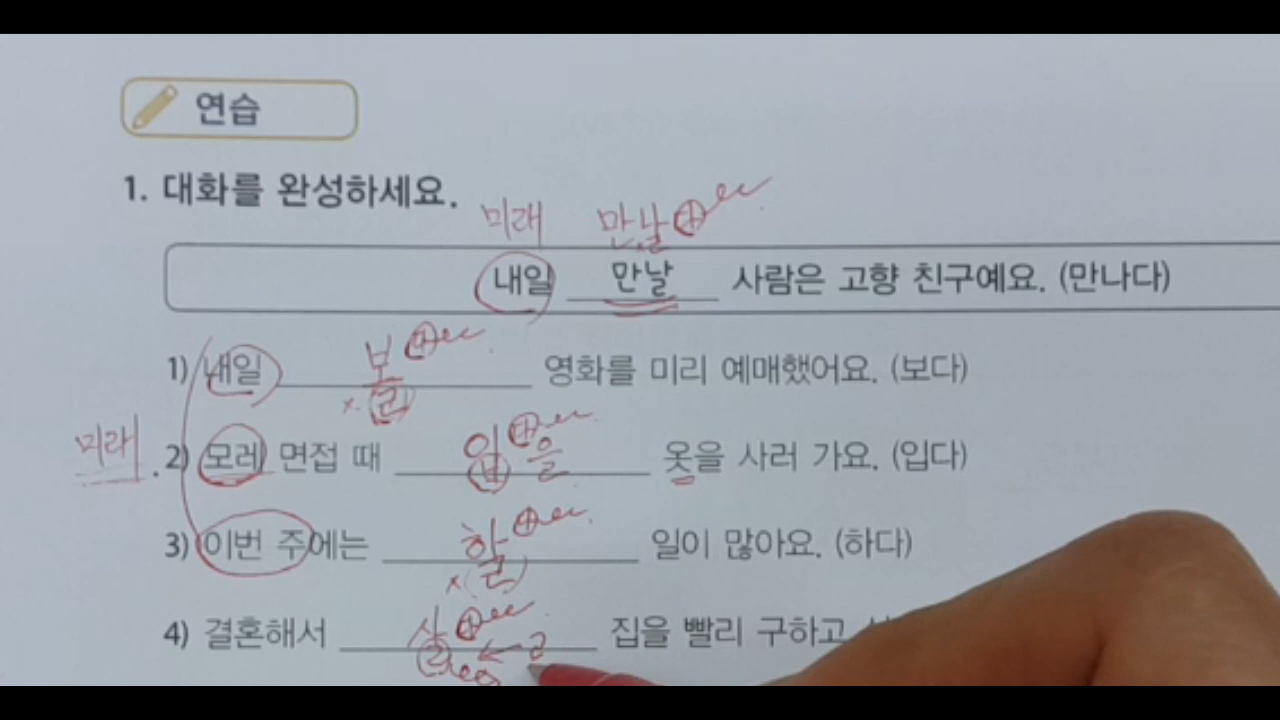 연습
1. 대화를 완성하세요.
미래 만날
내일 만날 사람은 고향 친구예요. (만나다)
1) 내일 볼 영화를 미리 예매했어요. (보다)
미래
2) 모레 면접 때 입을 옷을 사러 가요. (입다)
3) 이번 주에는 할 일이 많아요. (하다)
4) 결혼해서 살 집을 빨리 구하고